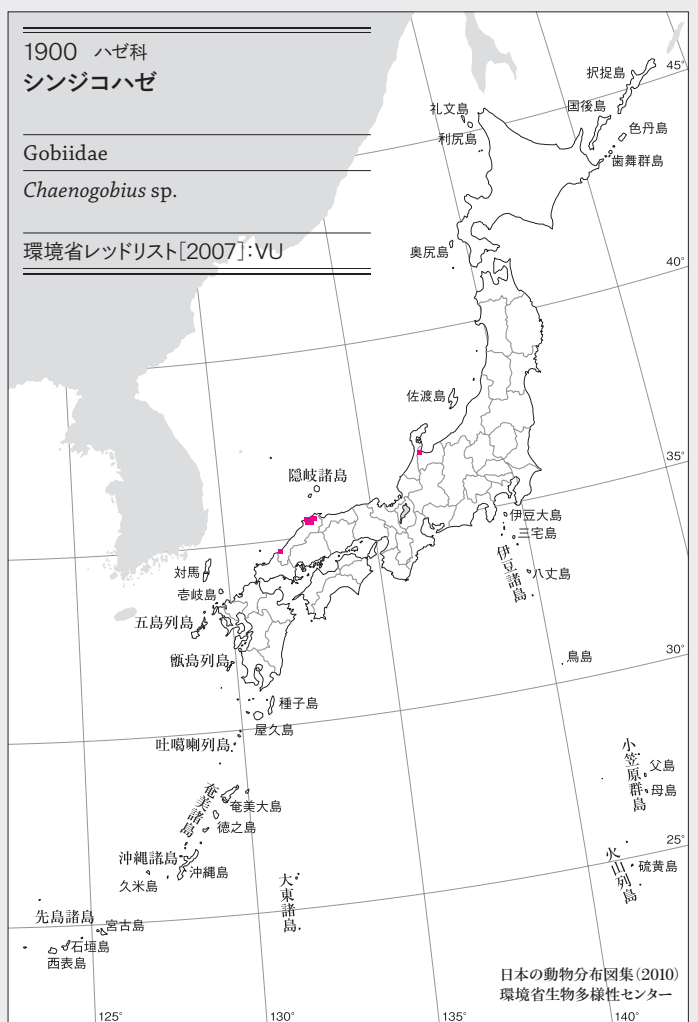 1900 ハゼ科
シンジコハゼ
Gobiidae
Chaenogobius sp.
環境省レッドリスト[2007]:VU
45°
択捉島
礼文島
国後島
色丹島
利尻島
歯舞群島
奥尻島
40°
佐渡島
35°
隠岐諸島
伊豆大島
三宅島
伊豆諸島
八丈島
対馬
壱岐島
五島列島
甑島列島
鳥島
30°
種子島
屋久島
吐噶喇列島
小笠原群島
父島
母島
奄美諸島
奄美大島
徳之島
25°
沖縄諸島
沖縄島
久米島
火山列島
硫黄島
大東諸島
先島諸島
宮古島
石垣島
西表島
日本の動物分布図集(2010)
環境省生物多様性センター
125°
130°
135°
140°